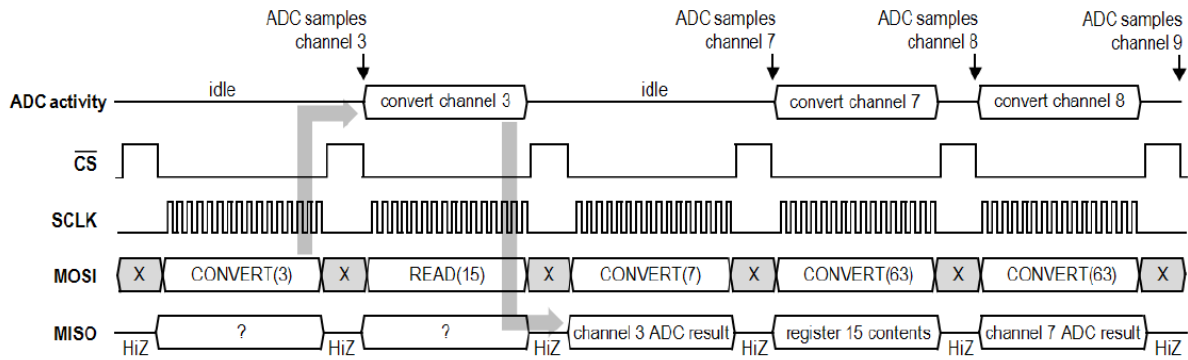 ADC samples
channel 3
ADC samples
channel 7
ADC samples
channel 8
ADC samples
channel 9
ADC activity idle convert channel 3 idle convert channel 7 convert channel 8
CS
SCLK
MOSI X CONVERT(3) X READ(15) X CONVERT(7) X CONVERT(63) X CONVERT(63) X
MISO ? ? channel 3 ADC result register 15 contents channel 7 ADC result
HiZ HiZ HiZ HiZ HiZ HiZ